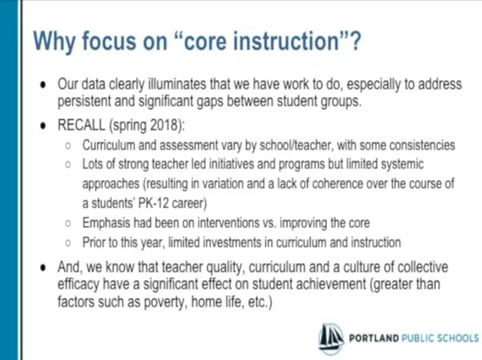 Why focus on “core instruction”?
● Our data clearly illuminates that we have work to do, especially to address
persistent and significant gaps between student groups.
● RECALL (spring 2018):
○ Curriculum and assessment vary by school/teacher, with some consistencies
○ Lots of strong teacher led initiatives and programs but limited systemic
approaches (resulting in variation and a lack of coherence over the course of
a students’ PK-12 career)
○ Emphasis had been on interventions vs. improving the core
○ Prior to this year, limited investments in curriculum and instruction
● And, we know that teacher quality, curriculum and a culture of collective
efficacy have a significant effect on student achievement (greater than
factors such as poverty, home life, etc.)
PORTLAND PUBLIC SCHOOLS